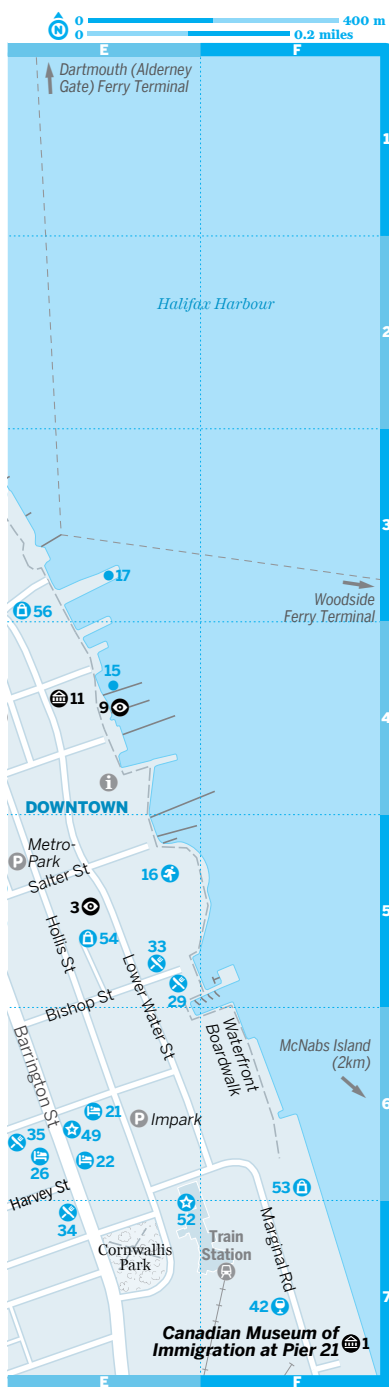 N
0
400 m
0
0.2 miles
E
F
Dartmouth (Alderney
Gate) Ferry Terminal
1
Halifax Harbour
2
3
17
Woodside
Ferry Terminal
56
15
11
9
4
i
DOWNTOWN
Metro-
Park
P
Salter St
16
3
5
Hollis St
54
33
Lower Water St
29
Bishop St
Waterfront
Boardwalk
McNabs Island
(2km)
Barrington St
21
P Impark
6
35
49
26
22
Harvey St
53
34
52
Cornwallis
Park
Train
Station
Marginal Rd
42
7
Canadian Museum of
Immigration at Pier 21
1
E
F